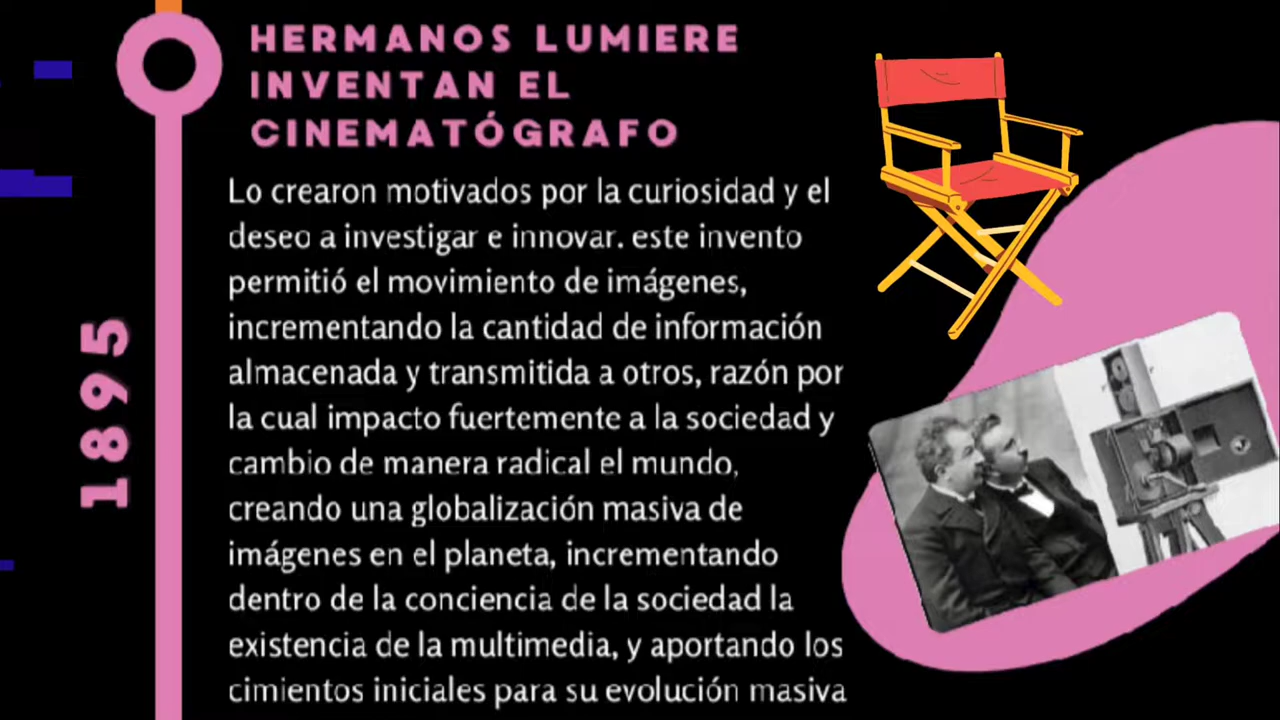 HERMANOS LUMIERE
INVENTAN EL
CINEMATÓGRAFO
1895
Lo crearon motivados por la curiosidad y el
deseo a investigar e innovar. este invento
permitió el movimiento de imágenes,
incrementando la cantidad de información
almacenada y transmitida a otros, razón por
la cual impacto fuertemente a la sociedad y
cambio de manera radical el mundo,
creando una globalización masiva de
imágenes en el planeta, incrementando
dentro de la conciencia de la sociedad la
existencia de la multimedia, y aportando los
cimientos iniciales para su evolución masiva